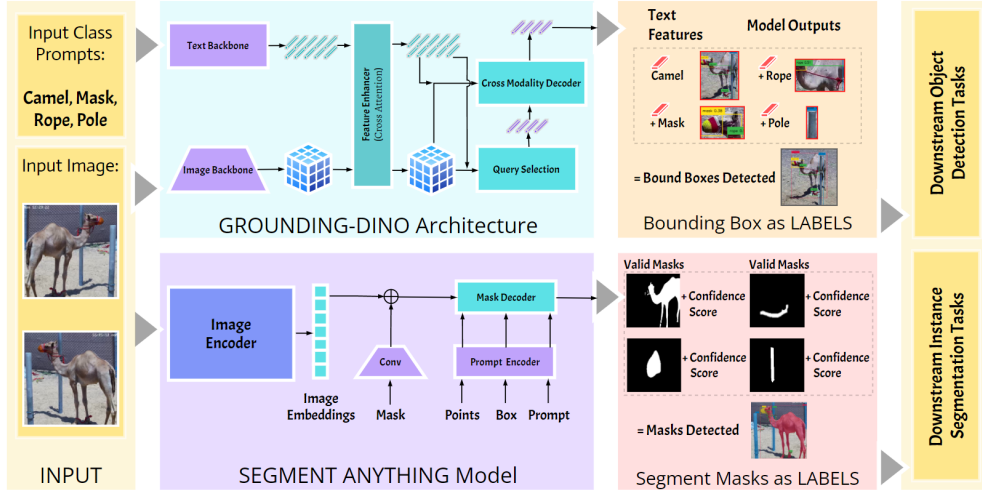 Input Class
Prompts:
Camel, Mask,
Rope, Pole
Input Image:
INPUT
Text Backbone
Image Backbone
Feature Enhancer
(Cross Attention)
Cross Modality Decoder
Query Selection
GROUNDING-DINO Architecture
Text
Features
Model Outputs
Camel
+ Rope
+ Mask
+ Pole
= Bound Boxes Detected
Bounding Box as LABELS
Downstream Object
Detection Tasks
Image
Encoder
Image
Embeddings
Conv
Mask
Mask Decoder
Prompt Encoder
Points
Box
Prompt
SEGMENT ANYTHING Model
Valid Masks
Valid Masks
+ Confidence
Score
+ Confidence
Score
+ Confidence
Score
+ Confidence
Score
= Masks Detected
Segment Masks as LABELS
Downstream Instance
Segmentation Tasks